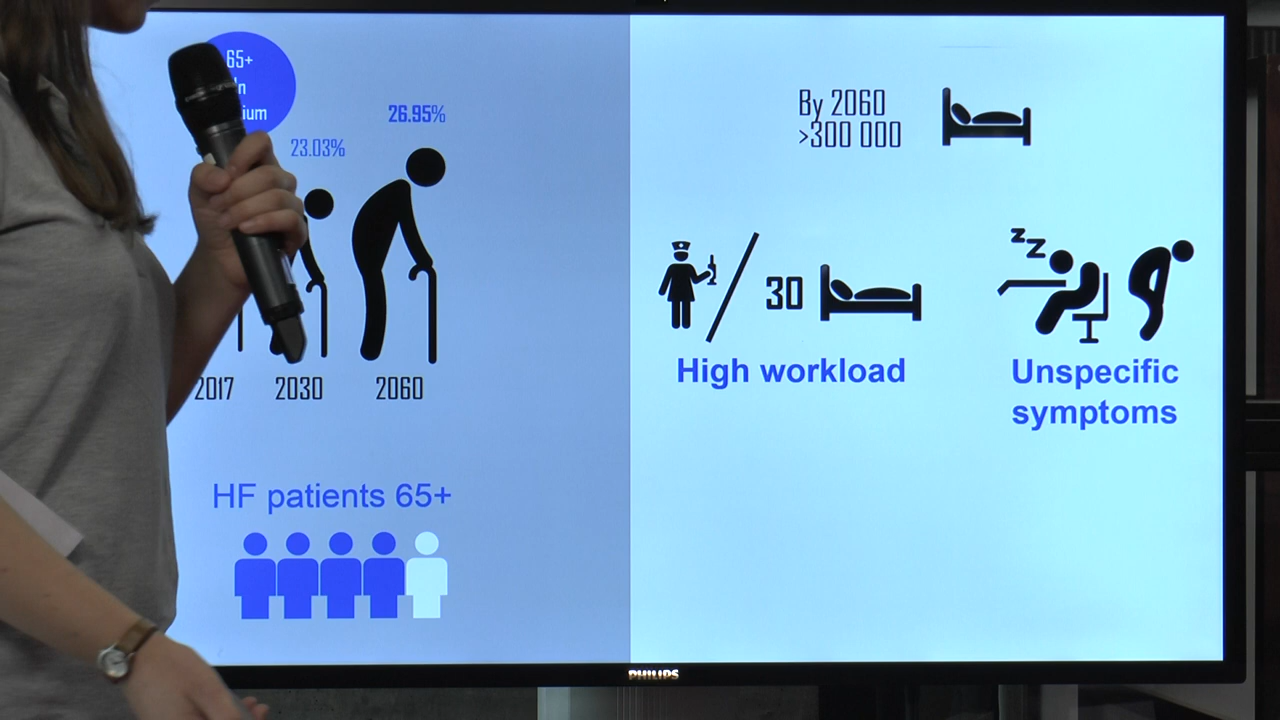 65+
26.95%
23.03%
2017
2030
2060
HF patients 65+
By 2060
>300 000
30
High workload
z
Z
Unspecific
symptoms
PHILIPS